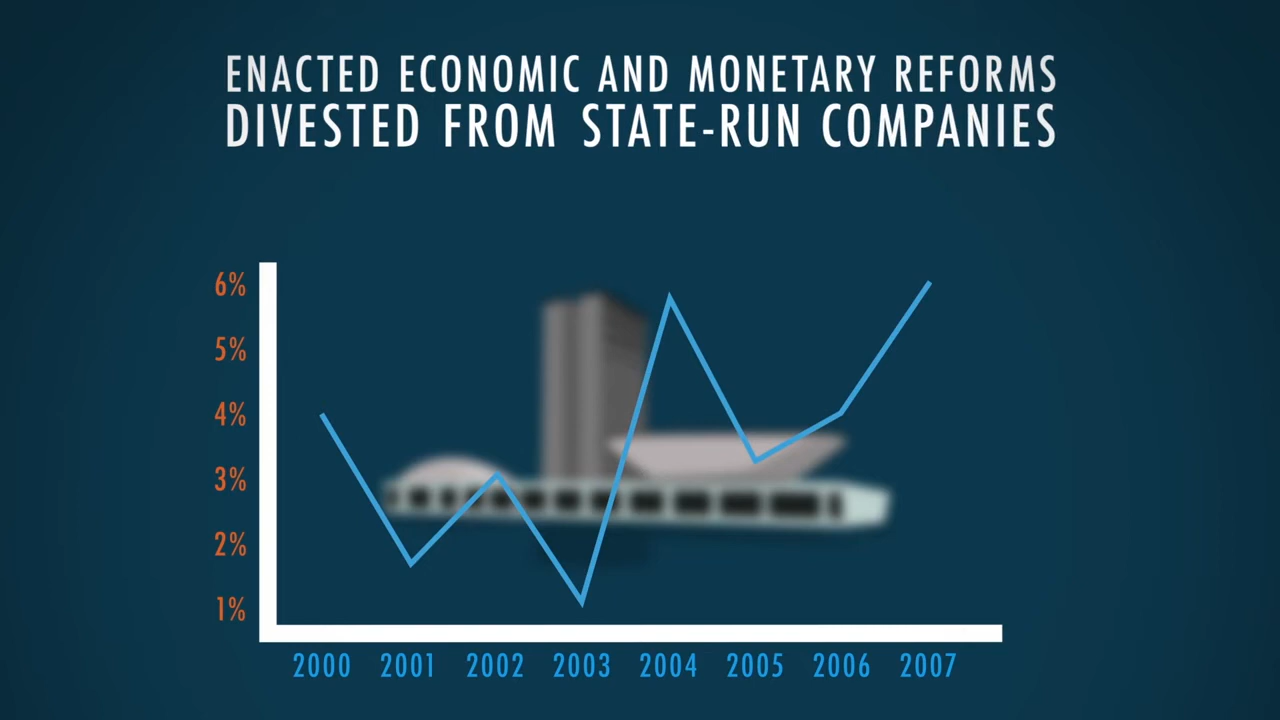 ENACTED ECONOMIC AND MONETARY REFORMS
DIVESTED FROM STATE-RUN COMPANIES
6%
5%
4%
3%
2%
1%
2000 2001 2002 2003 2004 2005 2006 2007